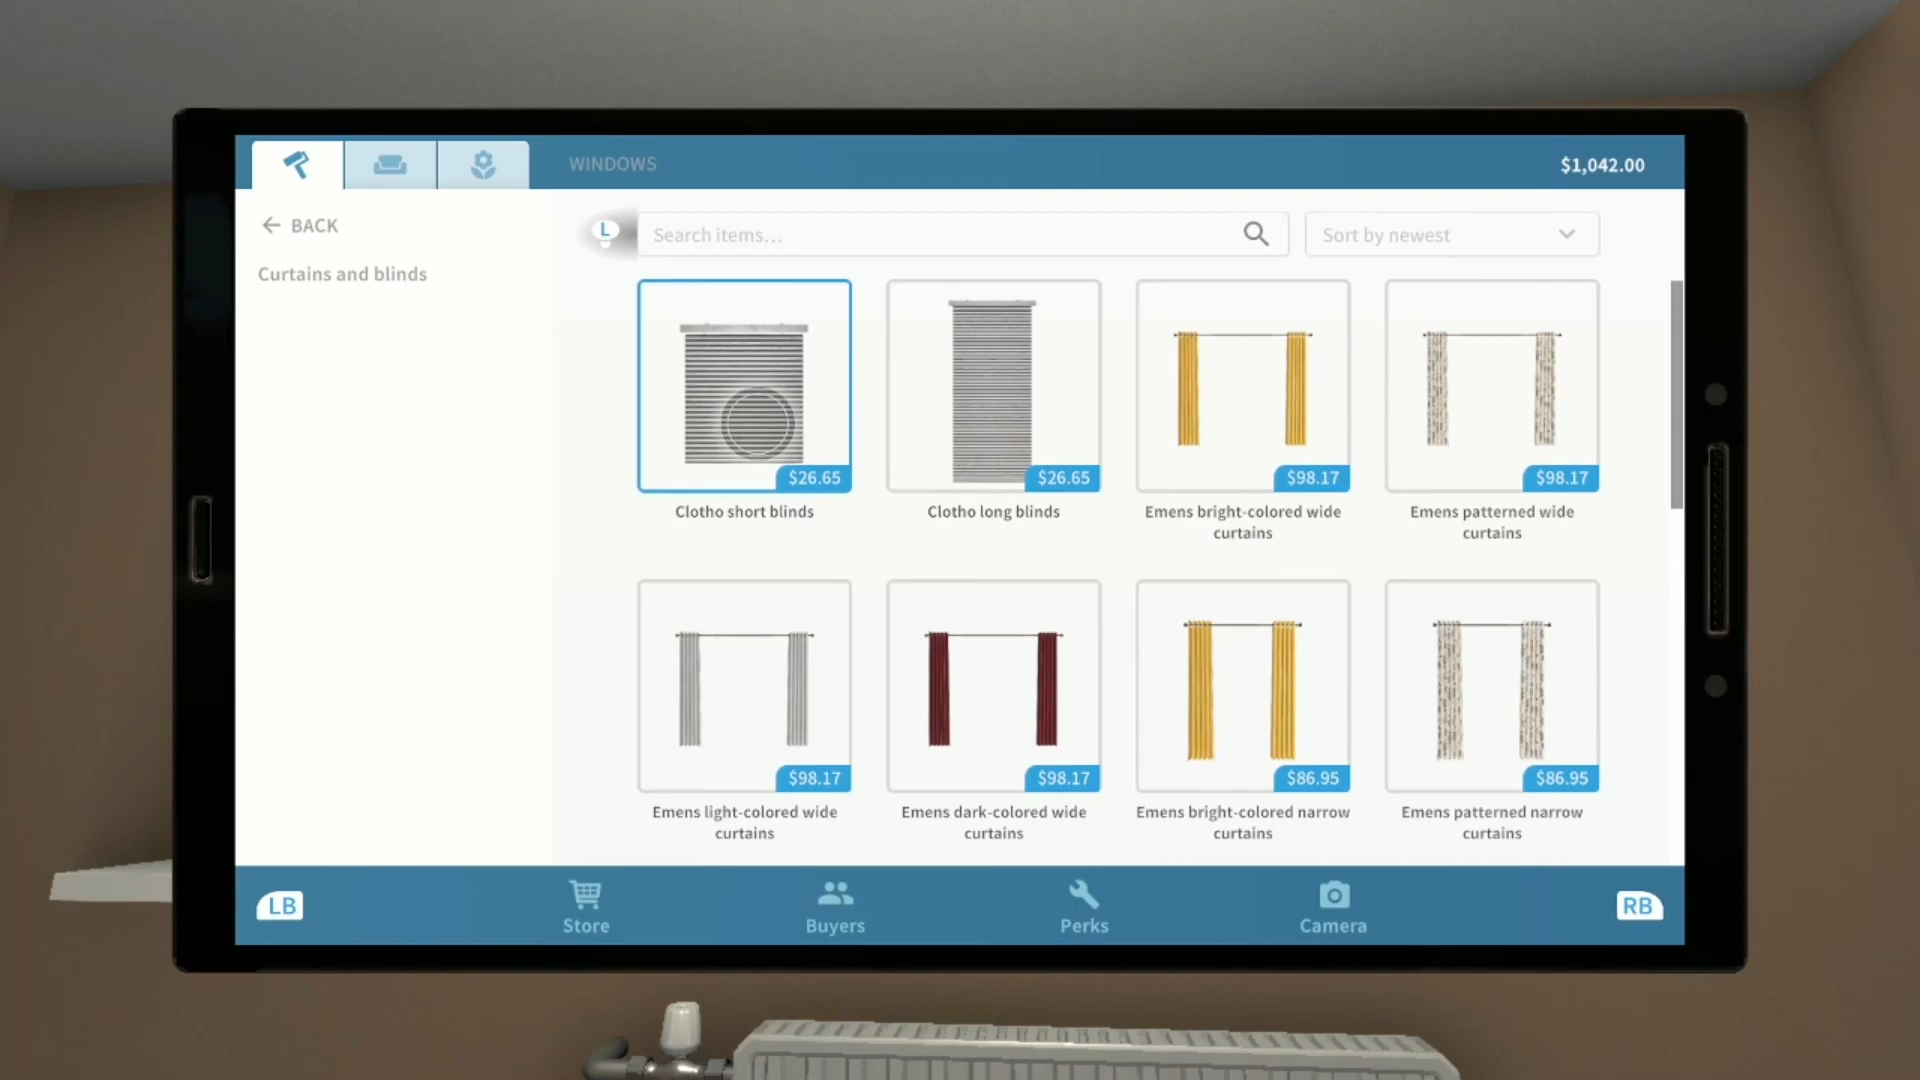 WINDOWS
$1,042.00
BACK
Curtains and blinds
L
Search items...
Sort by newest
$26.65
$26.65
$98.17
$98.17
Clotho short blinds
Clotho long blinds
Emens bright-colored wide
curtains
Emens patterned wide
curtains
$98.17
$98.17
$86.95
$86.95
Emens light-colored wide
curtains
Emens dark-colored wide
curtains
Emens bright-colored narrow
curtains
Emens patterned narrow
curtains
LB
Store
Buyers
Perks
Camera
RB